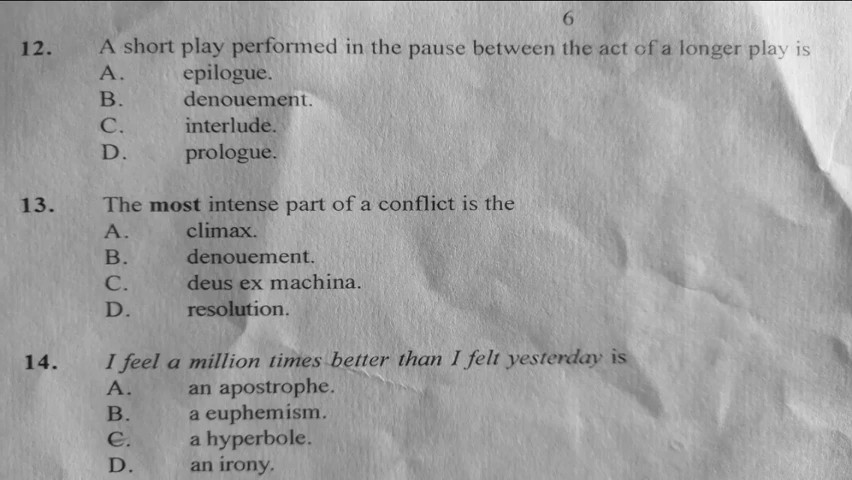 6
12. A short play performed in the pause between the act of a longer play is
A. epilogue.
B. denouement.
C. interlude.
D. prologue.
13. The most intense part of a conflict is the
A. climax.
B. denouement.
C. deus ex machina.
D. resolution.
14. I feel a million times better than I felt yesterday is
A. an apostrophe.
B. a euphemism.
C. a hyperbole.
D. an irony.